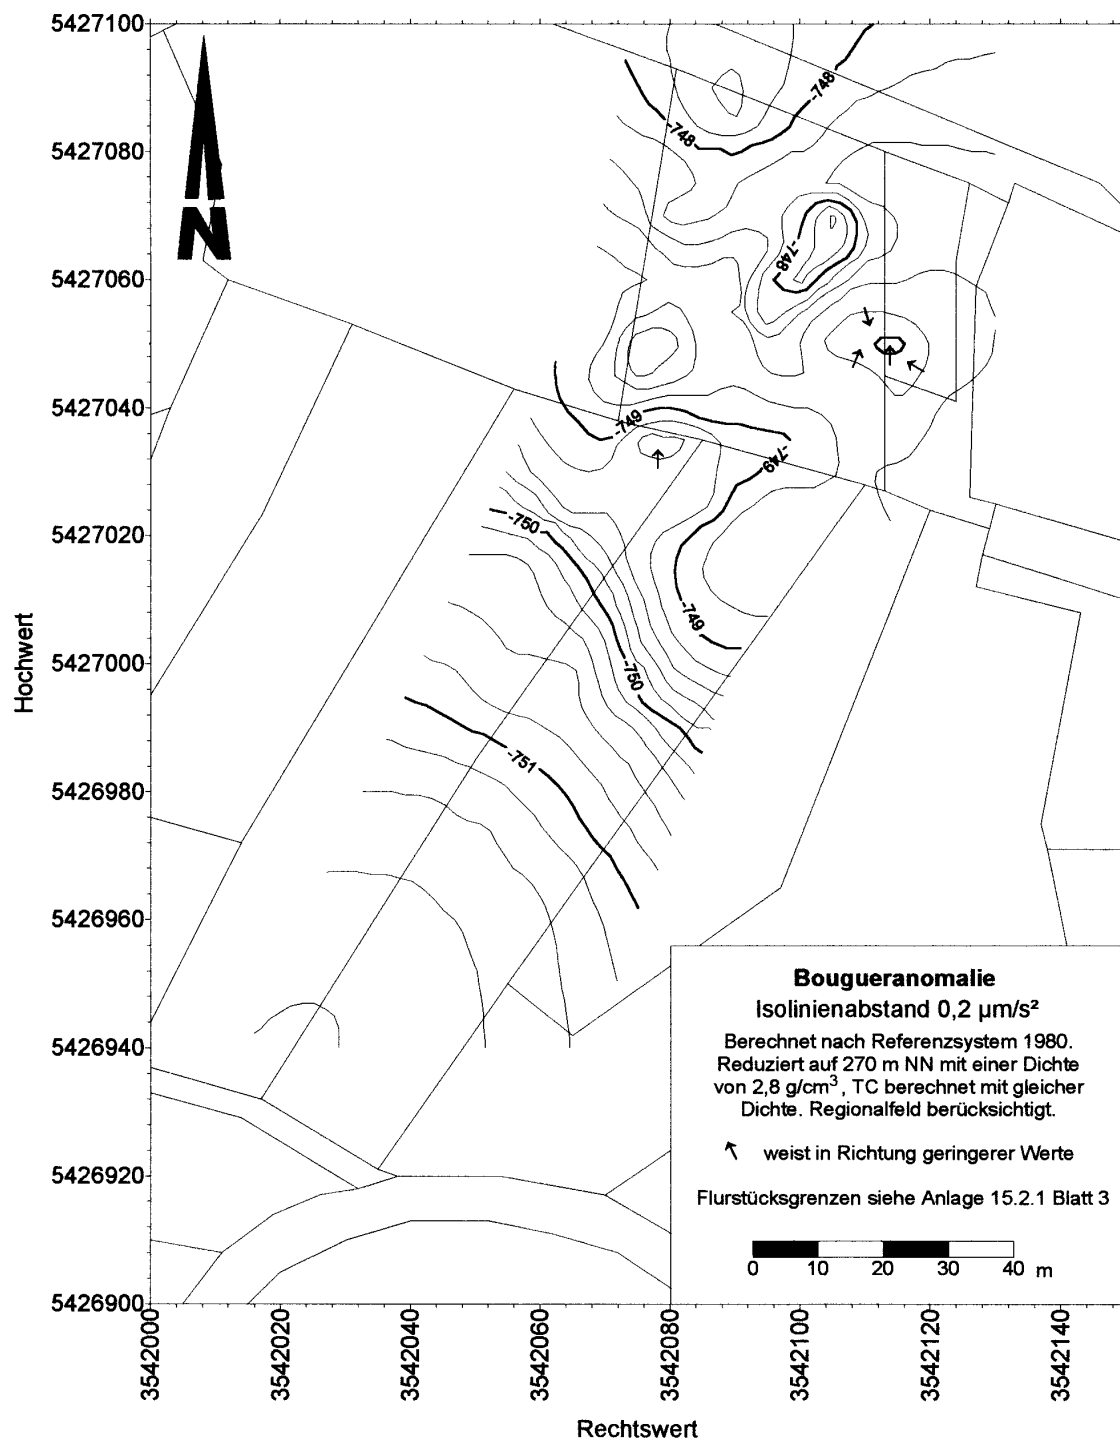 5427100
5427080
5427060
5427040
5427020
5427000
5426980
5426960
5426940
5426920
5426900
Hochwert
N
-748
-748
-748
-749
-749
-749
-750
-750
-751
Bougueranomalie
Isolinienabstand 0,2 µm/s²
Berechnet nach Referenzsystem 1980.
Reduziert auf 270 m NN mit einer Dichte
von 2,8 g/cm³, TC berechnet mit gleicher
Dichte. Regionalfeld berücksichtigt.
weist in Richtung geringerer Werte
Flurstücksgrenzen siehe Anlage 15.2.1 Blatt 3
0 10 20 30 40 m
3542000
3542020
3542040
3542060
3542080
3542100
3542120
3542140
Rechtswert